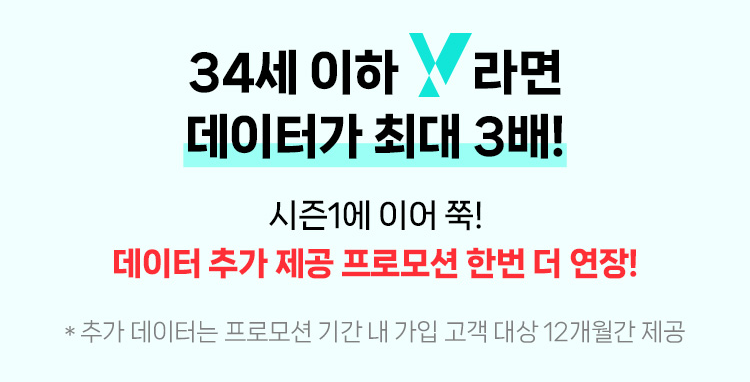 34세 이하 Y라면
데이터가 최대 3배!
시즌1에 이어 쭉!
데이터 추가 제공 프로모션 한번 더 연장!
* 추가 데이터는 프로모션 기간 내 가입 고객 대상 12개월간 제공